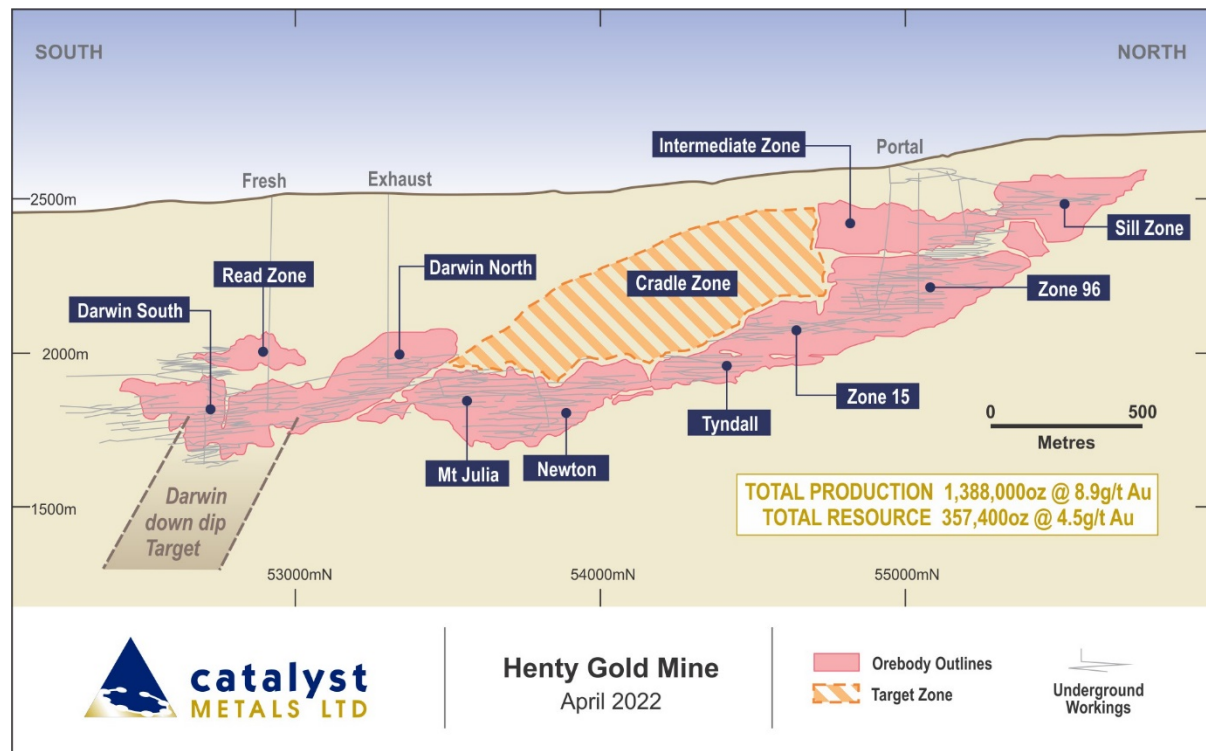 SOUTH
NORTH
Intermediate Zone
Portal
Fresh
Exhaust
2500m
Sill Zone
Read Zone
Darwin North
Cradle Zone
Zone 96
Darwin South
2000m
Zone 15
0
500
Metres
Tyndall
Mt Julia
Newton
TOTAL PRODUCTION 1,388,000oz @ 8.9g/t Au
TOTAL RESOURCE 357,400oz @ 4.5g/t Au
Darwin
down dip
Target
1500m
53000mN
54000mN
55000mN
catalyst
METALS LTD
Henty Gold Mine
April 2022
Orebody Outlines
Target Zone
Underground
Workings